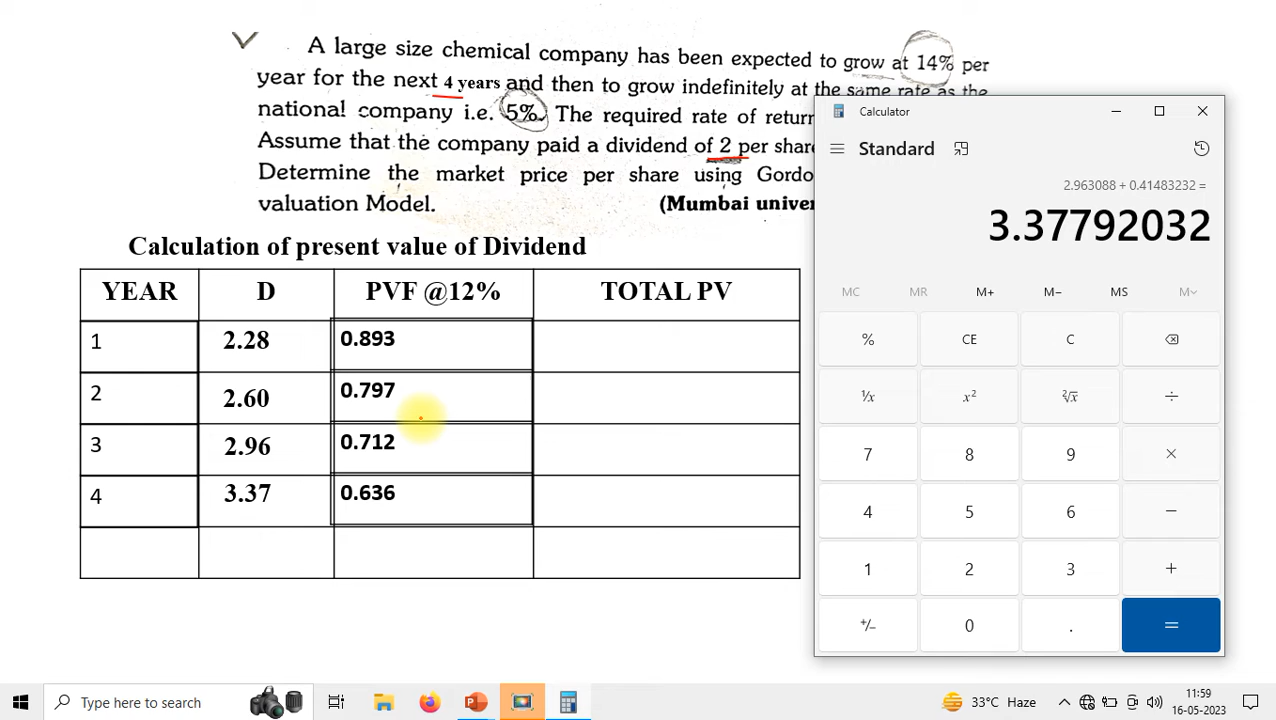 A large size chemical company has been expected to grow at 14% per
year for the next 4 years and then to grow indefinitely at the same rate as the
national company i.e. 5%. The required rate of retur
Assume that the company paid a dividend of 2 per share
Determine the market price per share using Gordo
valuation Model. (Mumbai univer
Calculation of present value of Dividend
YEAR D PVF @12% TOTAL PV
1 2.28 0.893
2 2.60 0.797
3 2.96 0.712
4 3.37 0.636
Calculator
Standard
2.963088 + 0.41483232 =
3.37792032
MC MR M+ M− MS M˅
% CE C
¹/x x² ²√x ÷
7 8 9 ×
4 5 6 −
1 2 3 +
+/− 0 . =
Type here to search
33°C Haze
11:59
16-05-2023